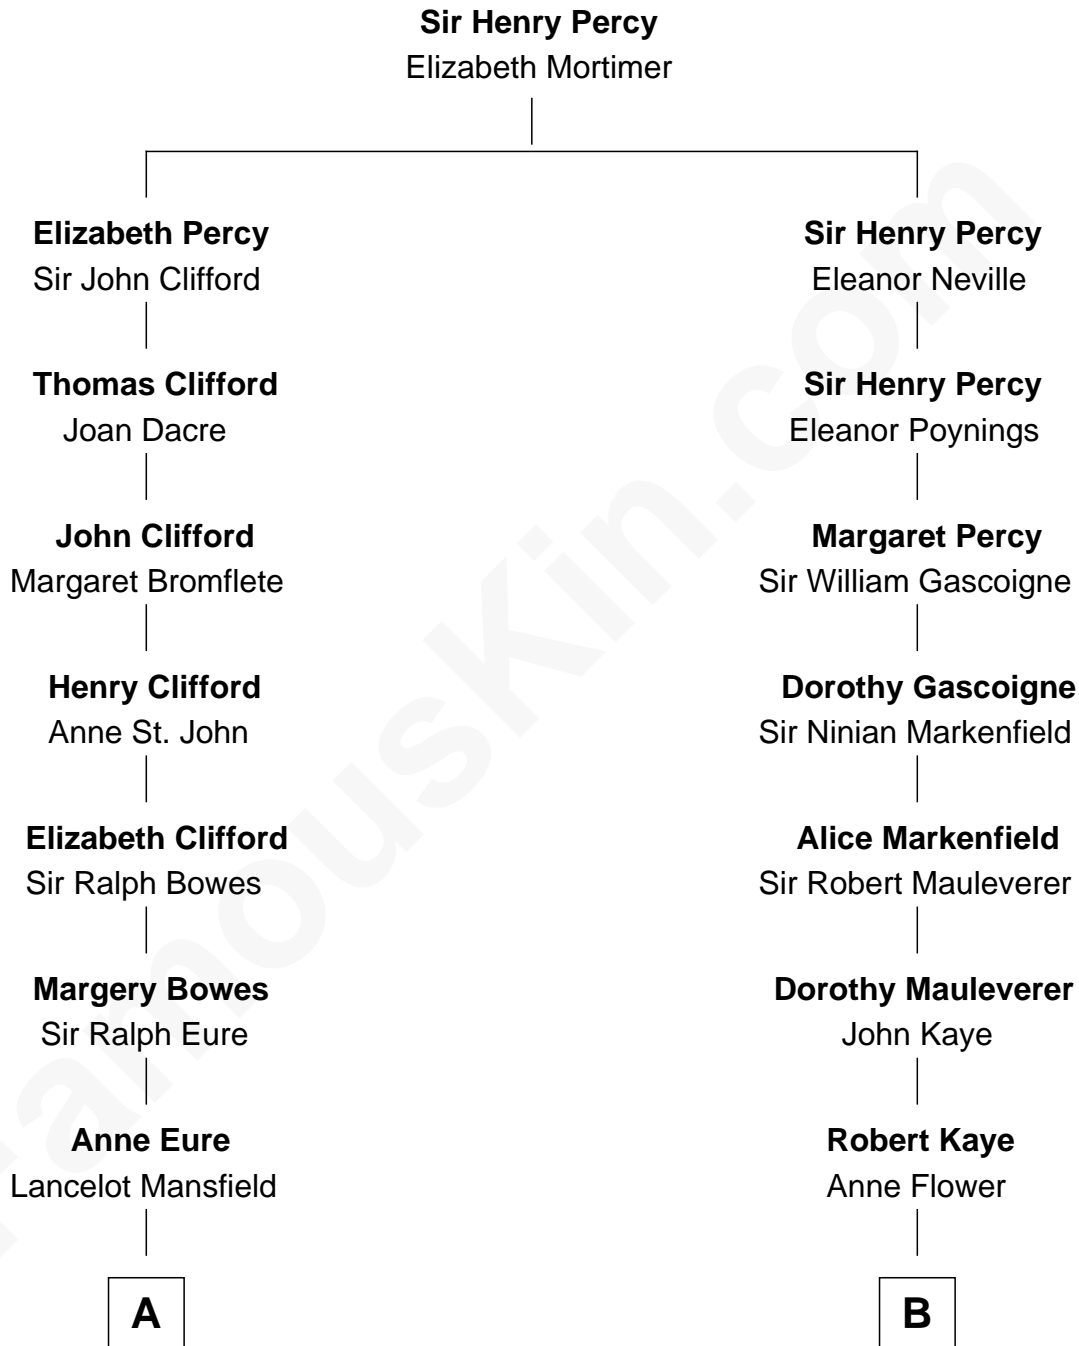 Sir Henry Percy
Elizabeth Mortimer
Elizabeth Percy
Sir John Clifford
Thomas Clifford
Joan Dacre
John Clifford
Margaret Bromflete
Henry Clifford
Anne St. John
Elizabeth Clifford
Sir Ralph Bowes
Margery Bowes
Sir Ralph Eure
Anne Eure
Lancelot Mansfield
A
Sir Henry Percy
Eleanor Neville
Sir Henry Percy
Eleanor Poynings
Margaret Percy
Sir William Gascoigne
Dorothy Gascoigne
Sir Ninian Markenfield
Alice Markenfield
Sir Robert Mauleverer
Dorothy Mauleverer
John Kaye
Robert Kaye
Anne Flower
B
FamousKin.com